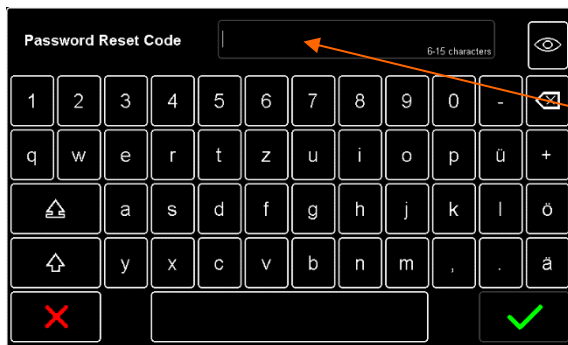 Password Reset Code
6-15 characters
1 2 3 4 5 6 7 8 9 0 -
q w e r t z u i o p ü +
a s d f g h j k l ö
y x c v b n m , . ä